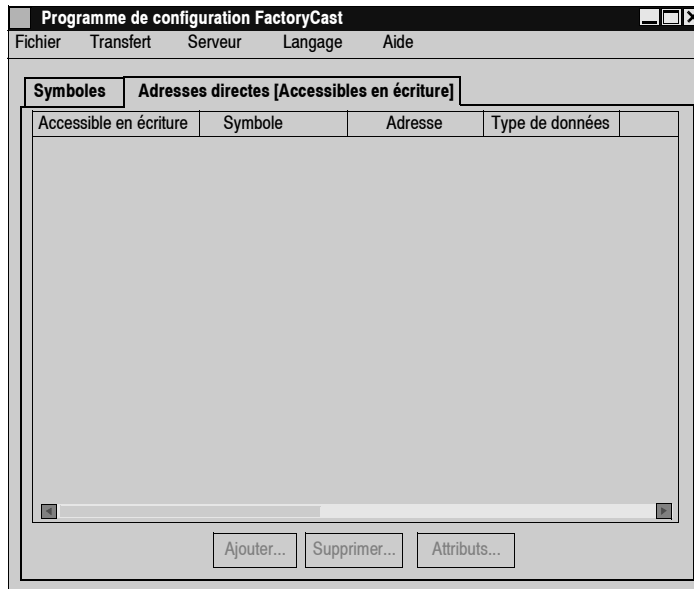 Programme de configuration FactoryCast
Fichier Transfert Serveur Langage Aide
Symboles Adresses directes [Accessibles en écriture]
Accessible en écriture Symbole Adresse Type de données
Ajouter... Supprimer... Attributs...